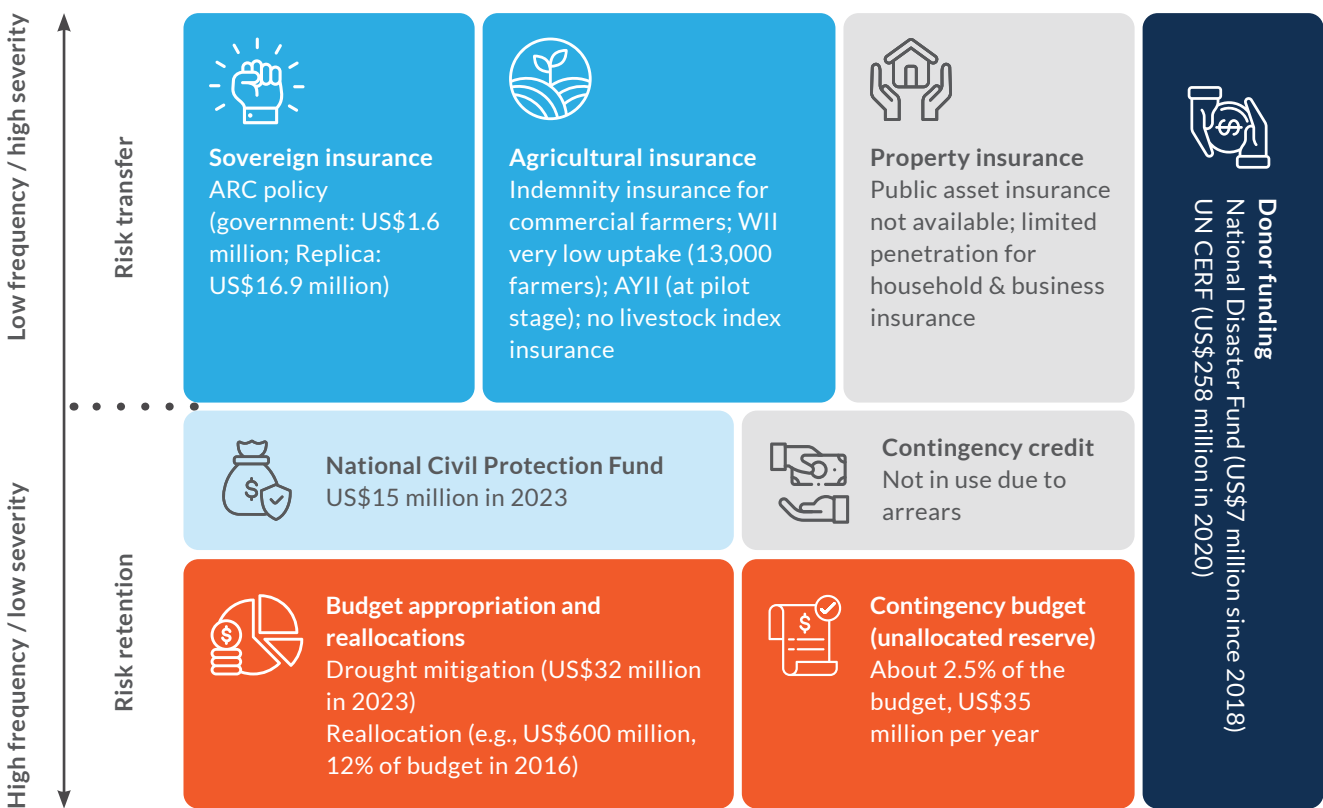 Low frequency / high severity
Risk transfer
Sovereign insurance
ARC policy
(government: US$1.6
million; Replica:
US$16.9 million)
Agricultural insurance
Indemnity insurance for
commercial farmers; WII
very low uptake (13,000
farmers); AYII (at pilot
stage); no livestock index
insurance
Property insurance
Public asset insurance
not available; limited
penetration for
household & business
insurance
Donor funding
National Disaster Fund (US$7 million since 2018)
UN CERF (US$258 million in 2020)
High frequency / low severity
Risk retention
$
National Civil Protection Fund
US$15 million in 2023
Contingency credit
Not in use due to
arrears
$
Budget appropriation and
reallocations
Drought mitigation (US$32 million
in 2023)
Reallocation (e.g., US$600 million,
12% of budget in 2016)
$
Contingency budget
(unallocated reserve)
About 2.5% of the
budget, US$35
million per year
$